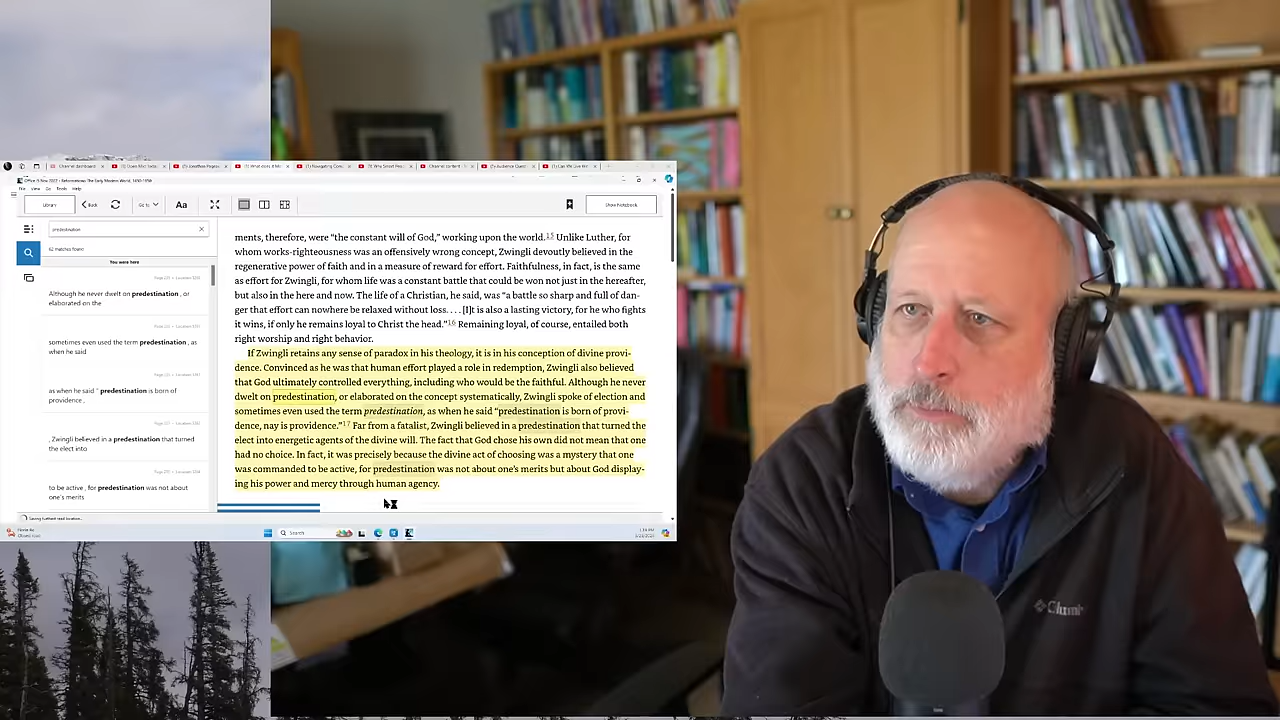 Library
Back
Go to
Aa
Show Notebook
predestination
62 matches found
You were here
Although he never dwelt on predestination , or
elaborated on the
sometimes even used the term predestination , as
when he said
as when he said " predestination is born of
providence ,
, Zwingli believed in a predestination that turned
the elect into
to be active , for predestination was not about
one's merits
ments, therefore, were “the constant will of God,” working upon the world.15 Unlike Luther, for
whom works-righteousness was an offensively wrong concept, Zwingli devoutly believed in the
regenerative power of faith and in a measure of reward for effort. Faithfulness, in fact, is the same
as effort for Zwingli, for whom life was a constant battle that could be won not just in the hereafter,
but also in the here and now. The life of a Christian, he said, was “a battle so sharp and full of dan-
ger that effort can nowhere be relaxed without loss. . . . [I]t is also a lasting victory, for he who fights
it wins, if only he remains loyal to Christ the head.”16 Remaining loyal, of course, entailed both
right worship and right behavior.
If Zwingli retains any sense of paradox in his theology, it is in his conception of divine provi-
dence. Convinced as he was that human effort played a role in redemption, Zwingli also believed
that God ultimately controlled everything, including who would be the faithful. Although he never
dwelt on predestination, or elaborated on the concept systematically, Zwingli spoke of election and
sometimes even used the term predestination, as when he said “predestination is born of provi-
dence, nay is providence.”17 Far from a fatalist, Zwingli believed in a predestination that turned the
elect into energetic agents of the divine will. The fact that God chose his own did not mean that one
had no choice. In fact, it was precisely because the divine act of choosing was a mystery that one
was commanded to be active, for predestination was not about one’s merits but about God display-
ing his power and mercy through human agency.
Search